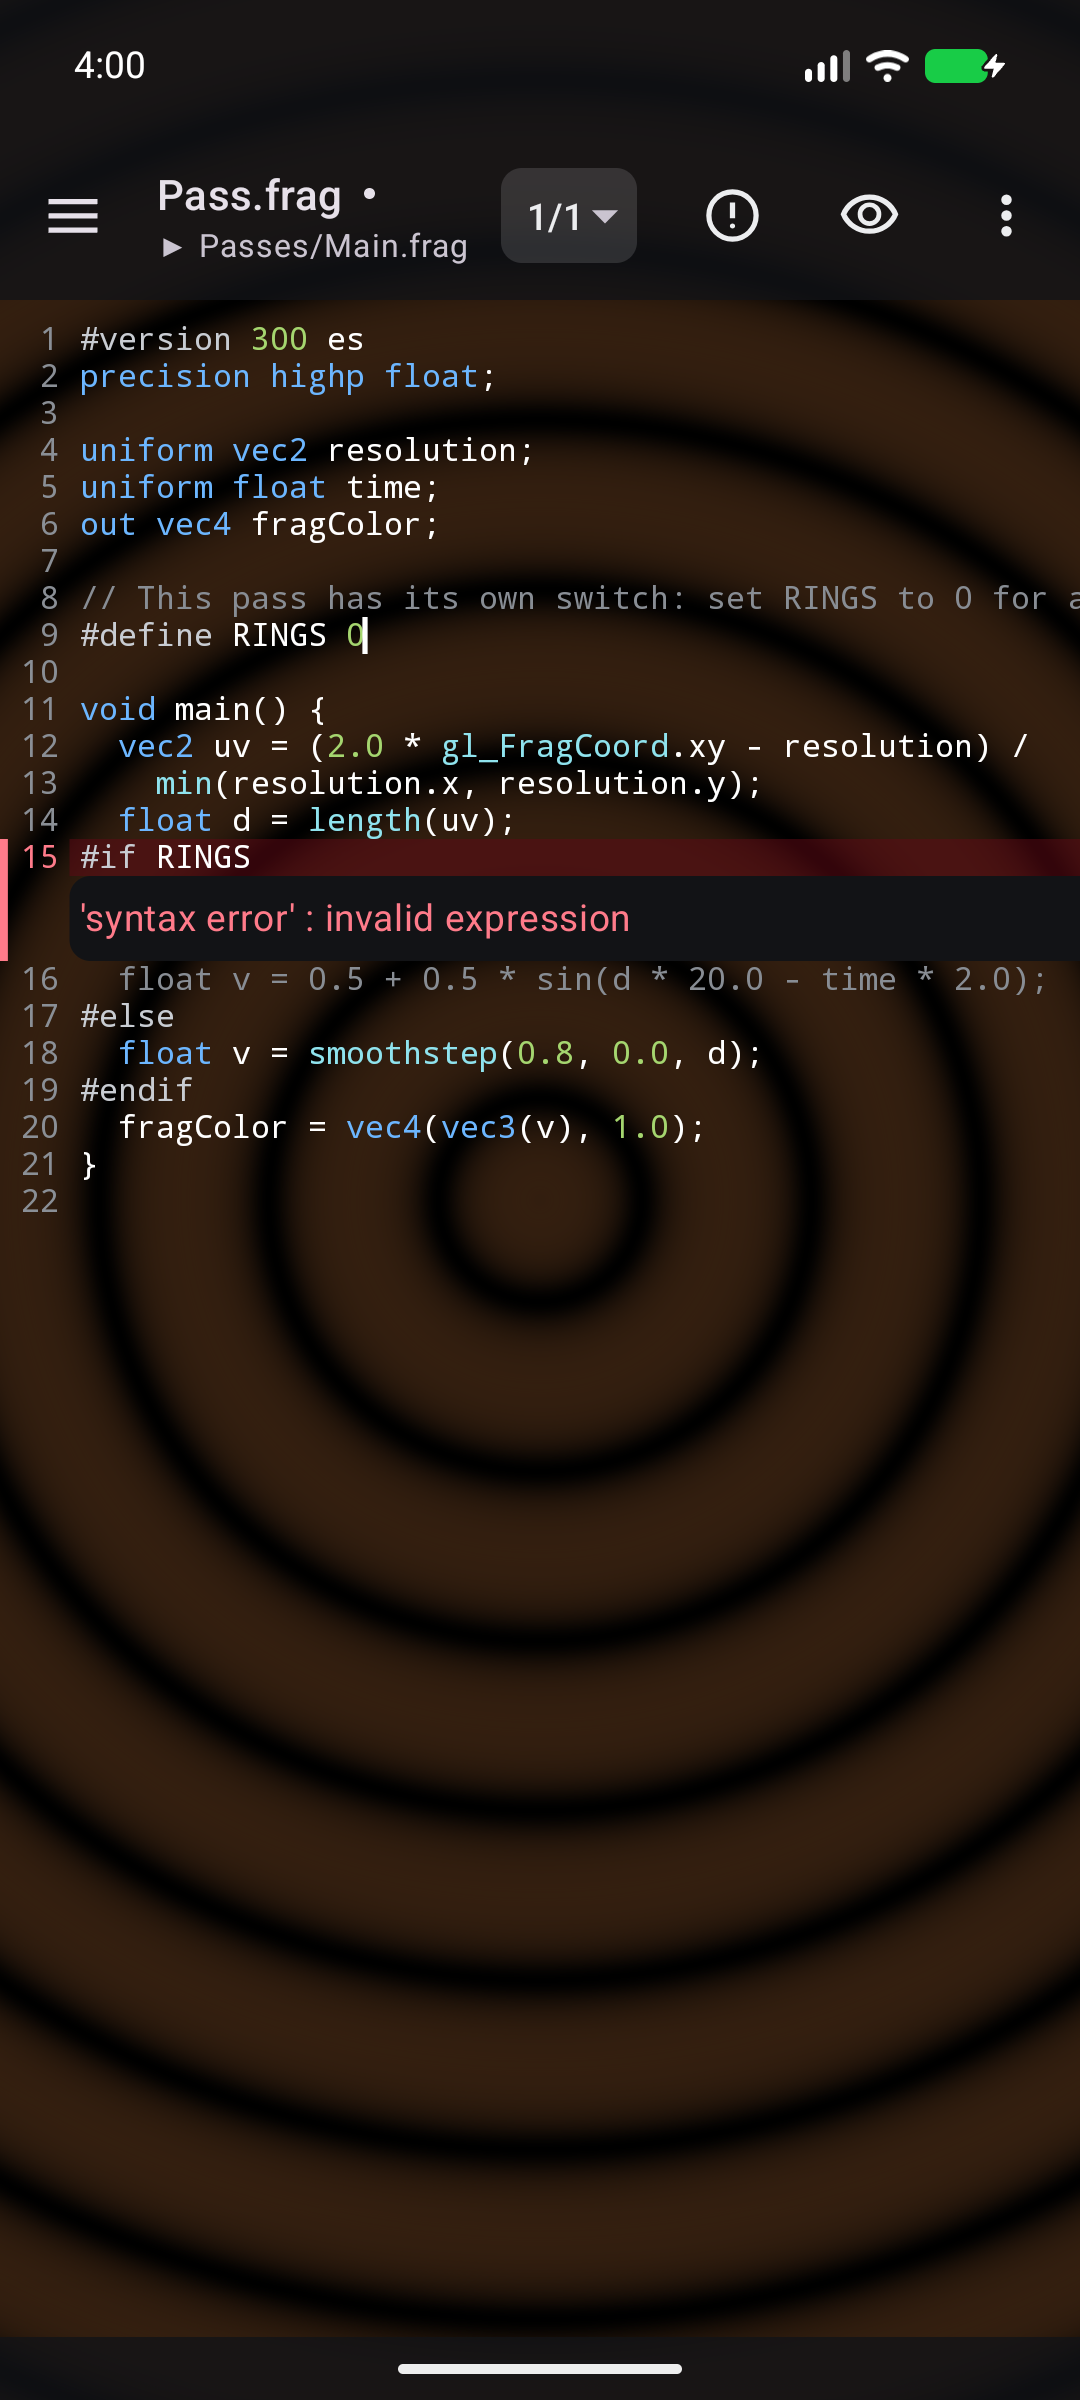 4:00
Pass.frag •
▶ Passes/Main.frag
1/1
1 #version 300 es
2 precision highp float;
3
4 uniform vec2 resolution;
5 uniform float time;
6 out vec4 fragColor;
7
8 // This pass has its own switch: set RINGS to 0 for a
9 #define RINGS 0
10
11 void main() {
12   vec2 uv = (2.0 * gl_FragCoord.xy - resolution) /
13     min(resolution.x, resolution.y);
14   float d = length(uv);
15 #if RINGS
'syntax error' : invalid expression
16   float v = 0.5 + 0.5 * sin(d * 20.0 - time * 2.0);
17 #else
18   float v = smoothstep(0.8, 0.0, d);
19 #endif
20   fragColor = vec4(vec3(v), 1.0);
21 }
22